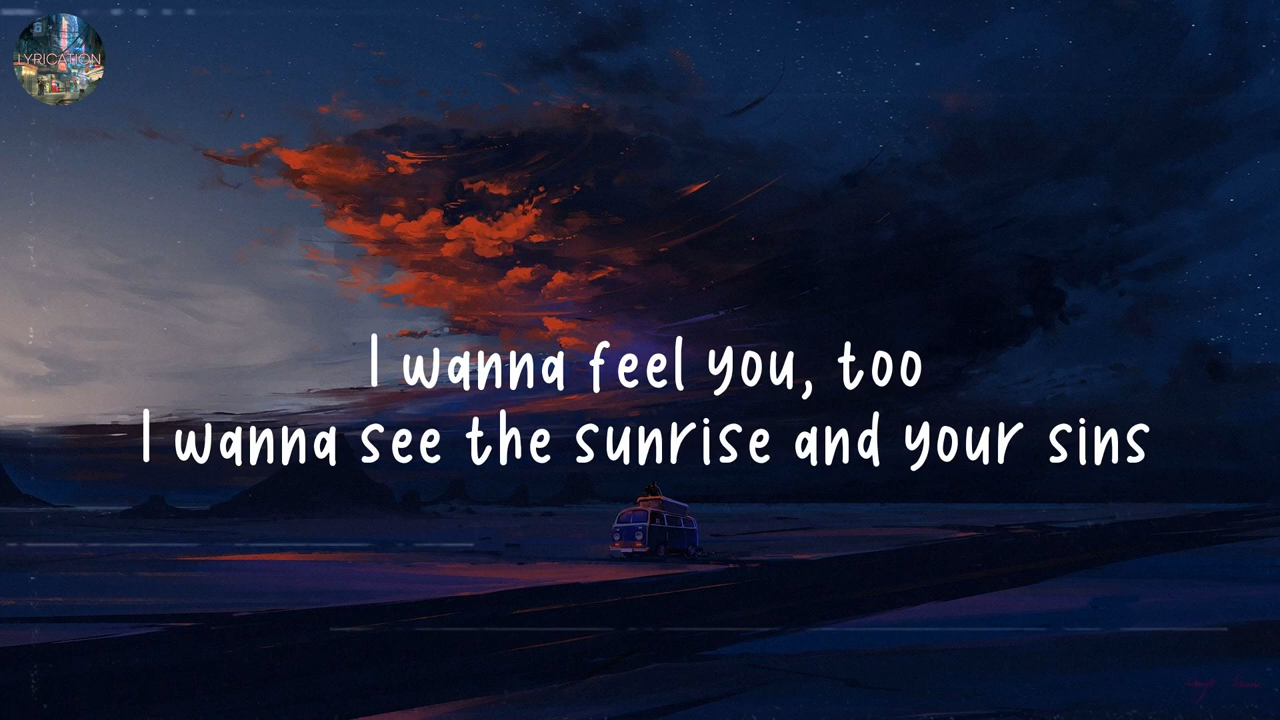 LYRICATION
I wanna feel you, too
I wanna see the sunrise and your sins